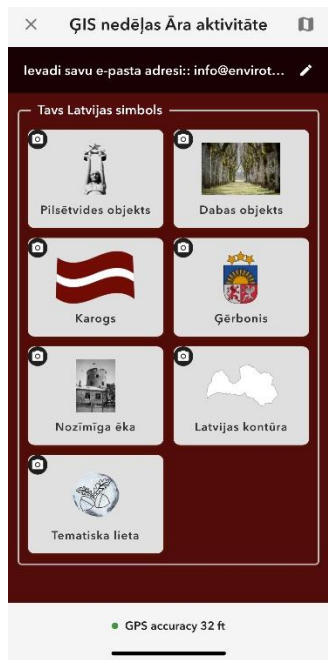 ĢIS nedēļas Āra aktivitāte
Ievadi savu e-pasta adresi:: info@envirot...
Tavs Latvijas simbols
Pilsētvides objekts
Dabas objekts
Karogs
Ģērbonis
Nozīmīga ēka
Latvijas kontūra
Tematiska lieta
GPS accuracy 32 ft